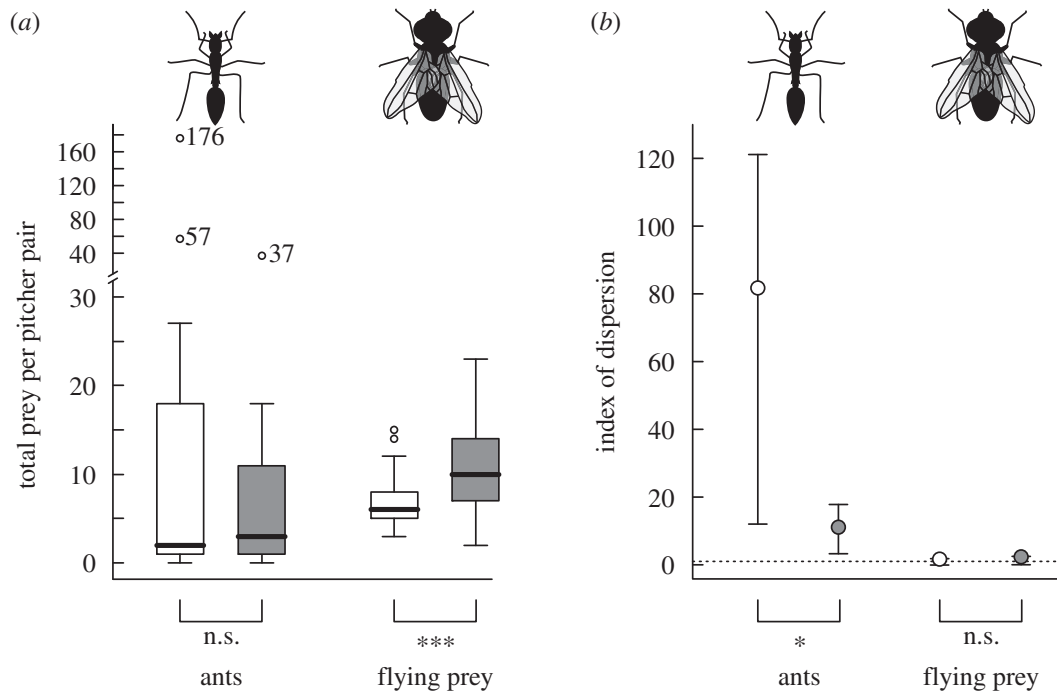 (a)
total prey per pitcher pair
160
120
80
40
30
20
10
0
176
57
37
n.s.
***
ants
flying prey
(b)
index of dispersion
120
100
80
60
40
20
0
*
n.s.
ants
flying prey